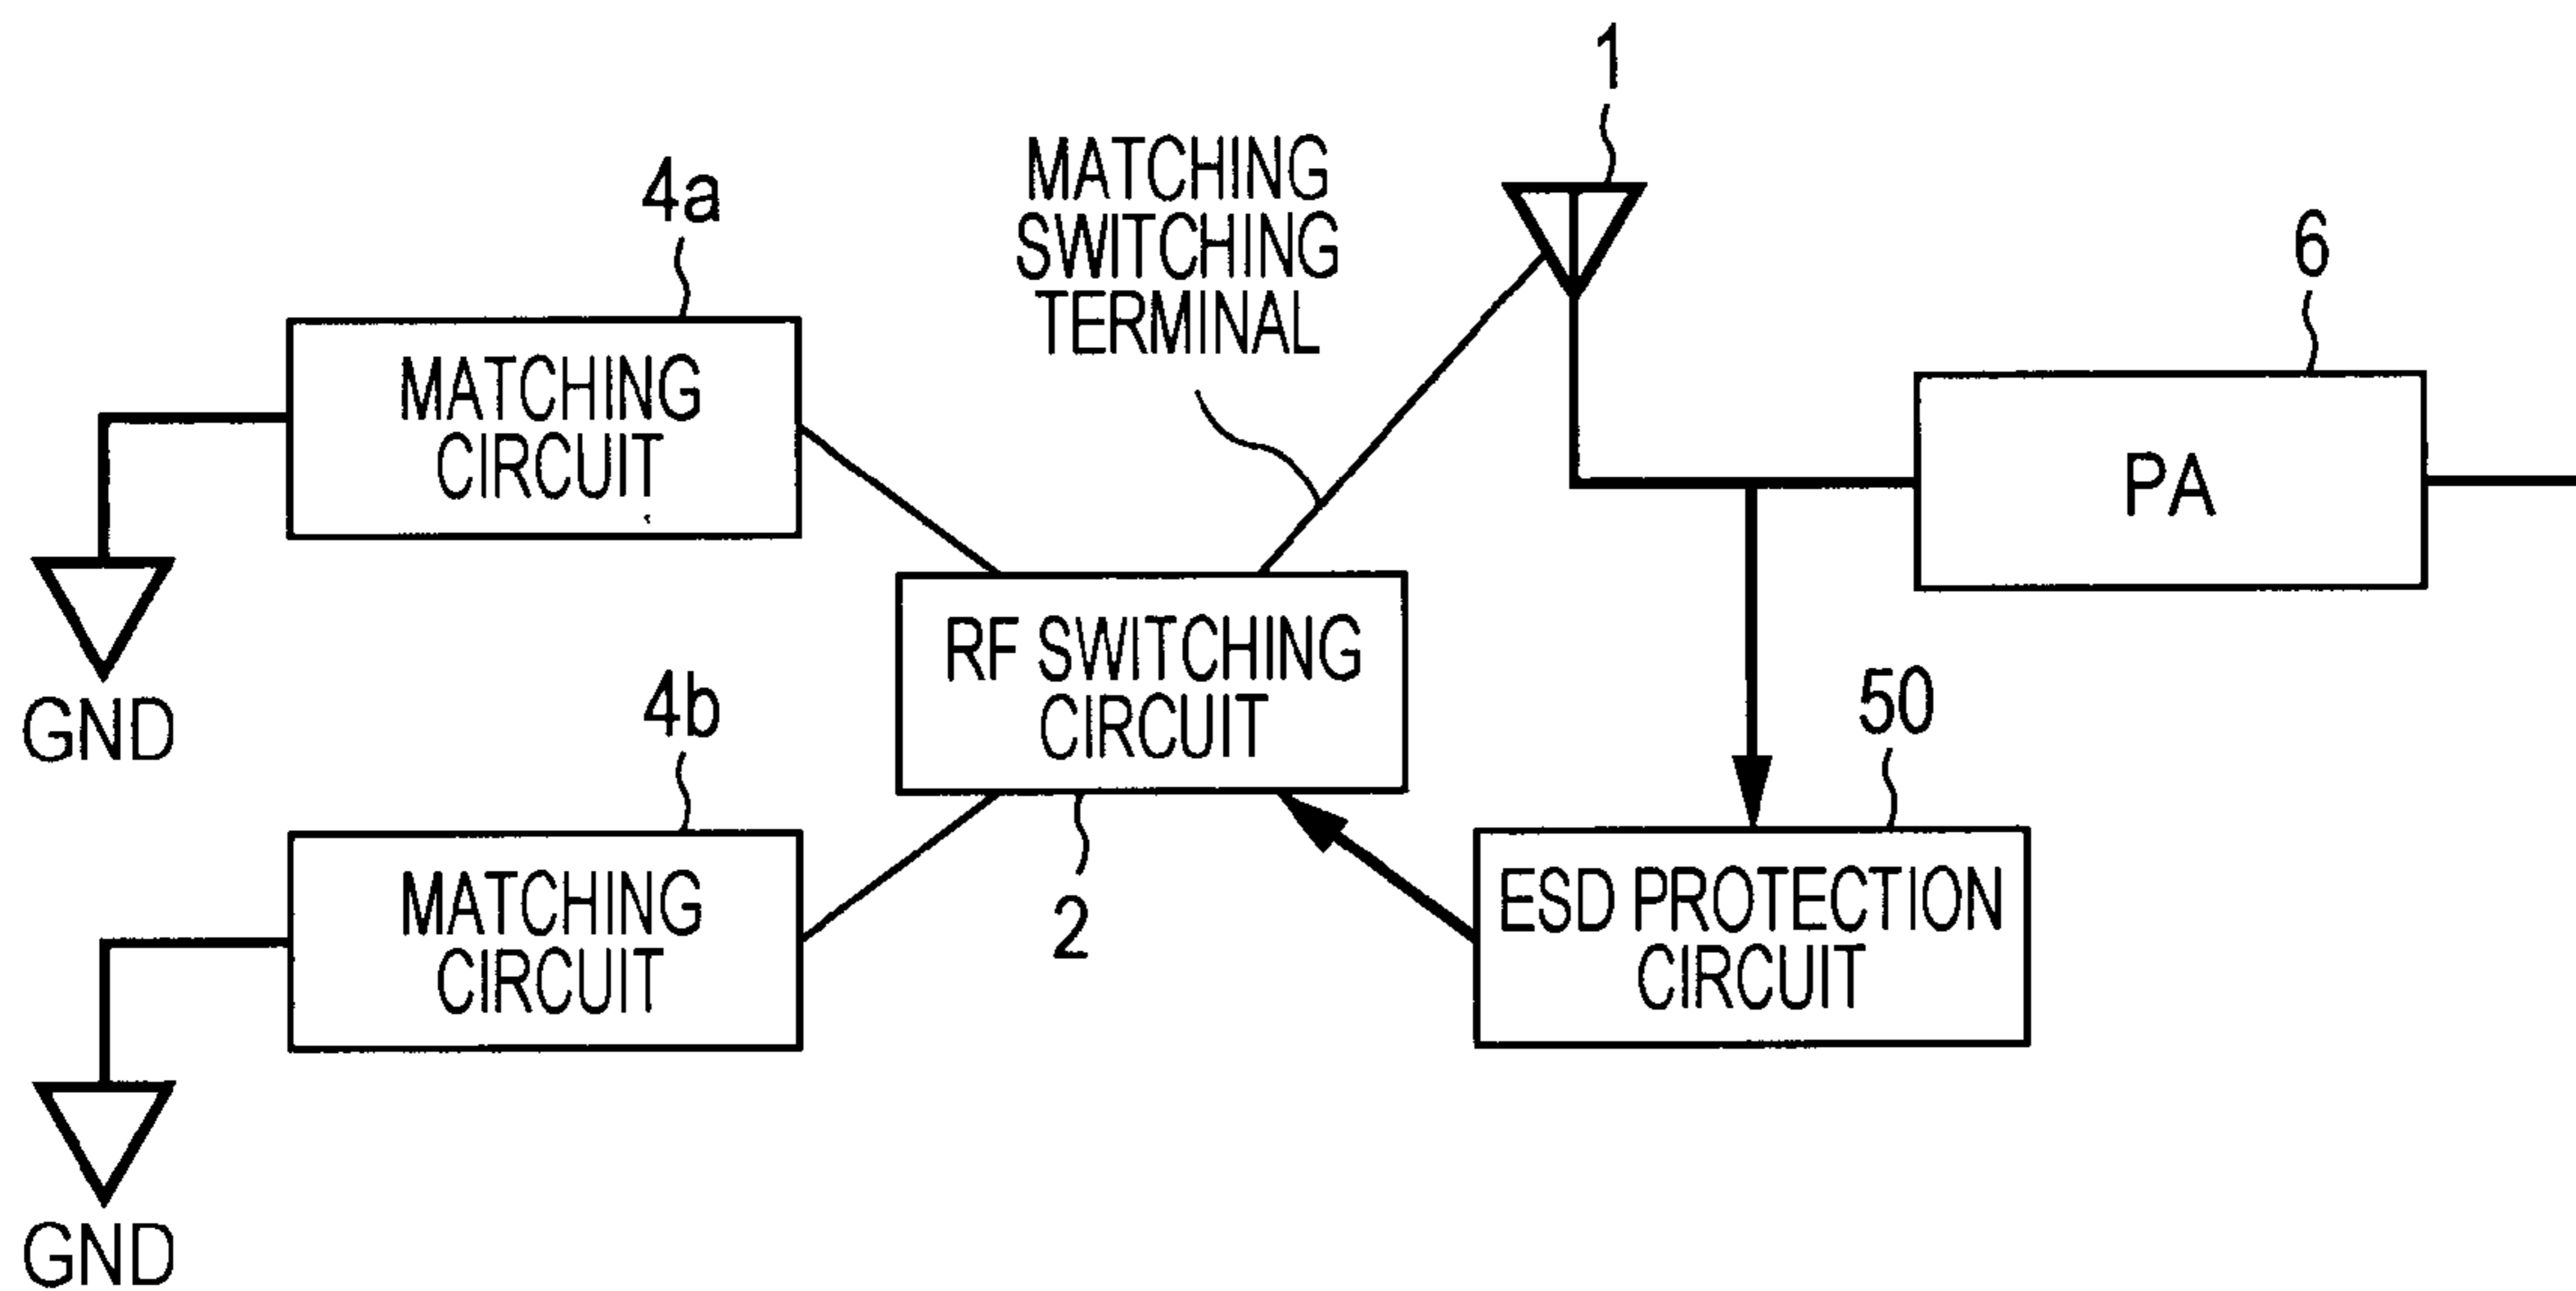 1
MATCHING
SWITCHING
TERMINAL
4a
6
MATCHING
CIRCUIT
PA
RF SWITCHING
CIRCUIT
GND
4b
50
2
MATCHING
CIRCUIT
ESD PROTECTION
CIRCUIT
GND